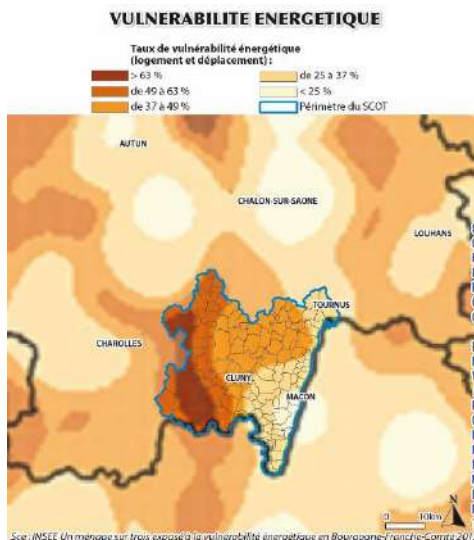 VULNERABILITE ENERGETIQUE
Taux de vulnérabilité énergétique
(logement et déplacement) :
> 63 %
de 49 à 63 %
de 37 à 49 %
de 25 à 37 %
< 25 %
Périmètre du SCOT
AUTUN
CHALON-SUR-SAONE
LOUHANS
TOURNUS
CHAROLLES
CLUNY
MACON
N
0 10km
Sce : INSEE Un ménage sur trois exposé à la vulnérabilité énergétique en Bourgogne-Franche-Comté